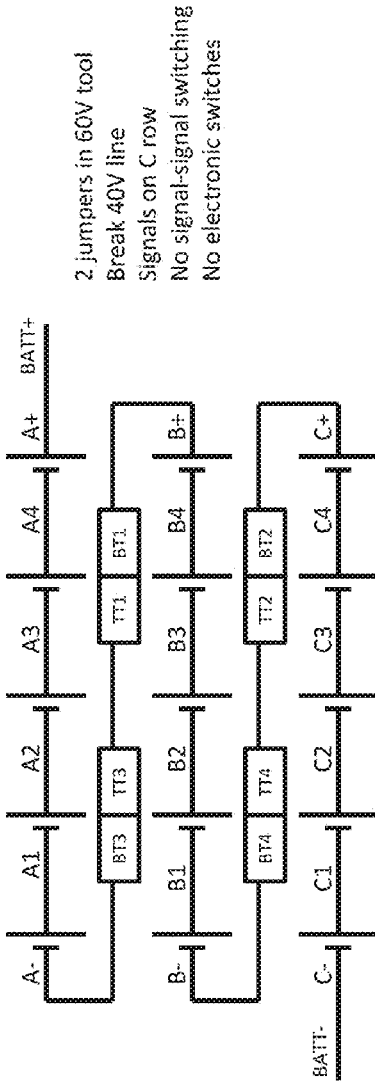 2 jumpers in 60V tool
Break 40V line
Signals on C row
No signal-signal switching
No electronic switches
BATT+
A- A1 A2 A3 A4 A+
BT3 TT3 TT1 BT1
B- B1 B2 B3 B4 B+
BT4 TT4 TT2 BT2
BATT- C- C1 C2 C3 C4 C+